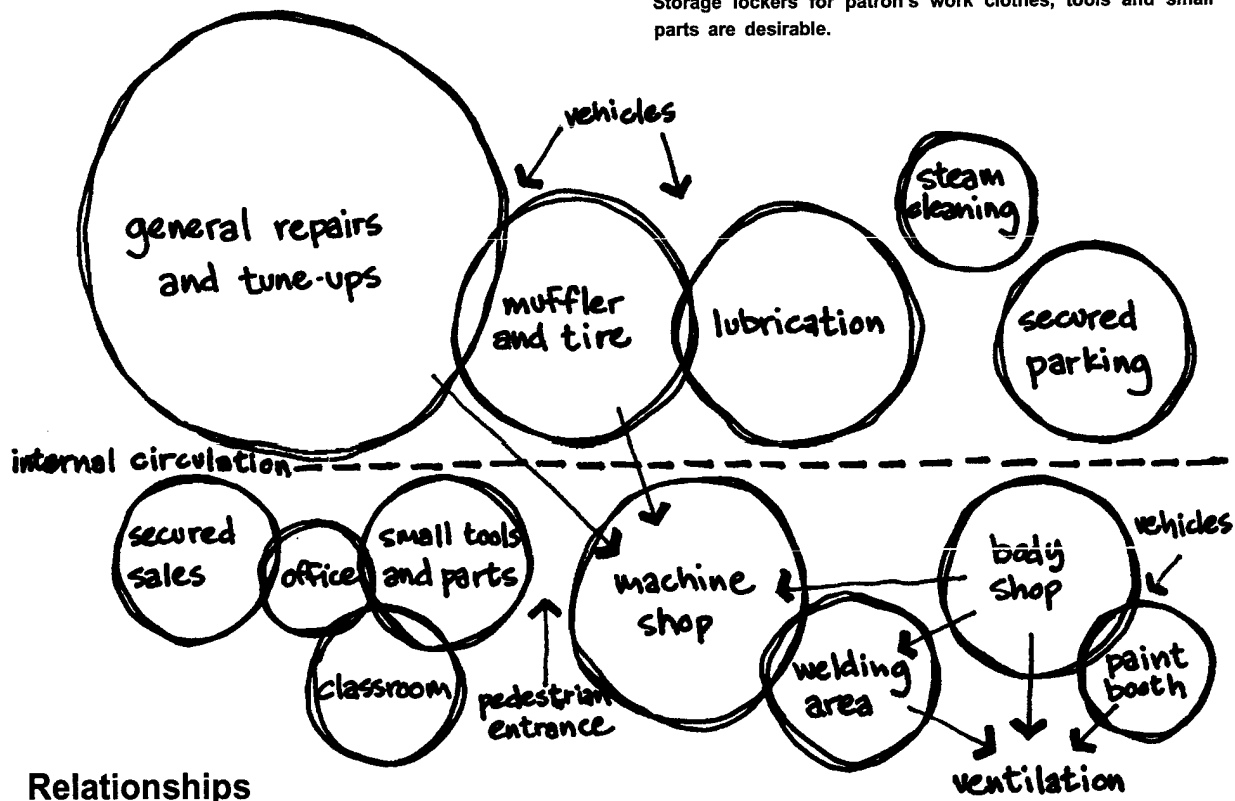 Storage lockers for patron's work clothes, tools and small
parts are desirable.
vehicles
general repairs
and tune-ups
muffler
and tire
lubrication
steam
cleaning
secured
parking
internal circulation
secured
sales
office
small tools
and parts
classroom
pedestrian
entrance
machine
shop
welding
area
body
shop
vehicles
paint
booth
ventilation
Relationships